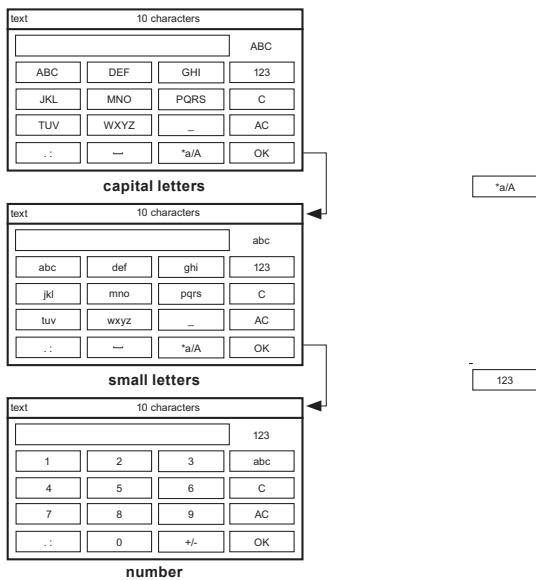 text 10 characters
ABC
ABC DEF GHI 123
JKL MNO PQRS C
TUV WXYZ _ AC
. : ⎵ *a/A OK
capital letters
*a/A
text 10 characters
abc
abc def ghi 123
jkl mno pqrs C
tuv wxyz _ AC
. : ⎵ *a/A OK
small letters
123
text 10 characters
123
1 2 3 abc
4 5 6 C
7 8 9 AC
. : 0 +/- OK
number